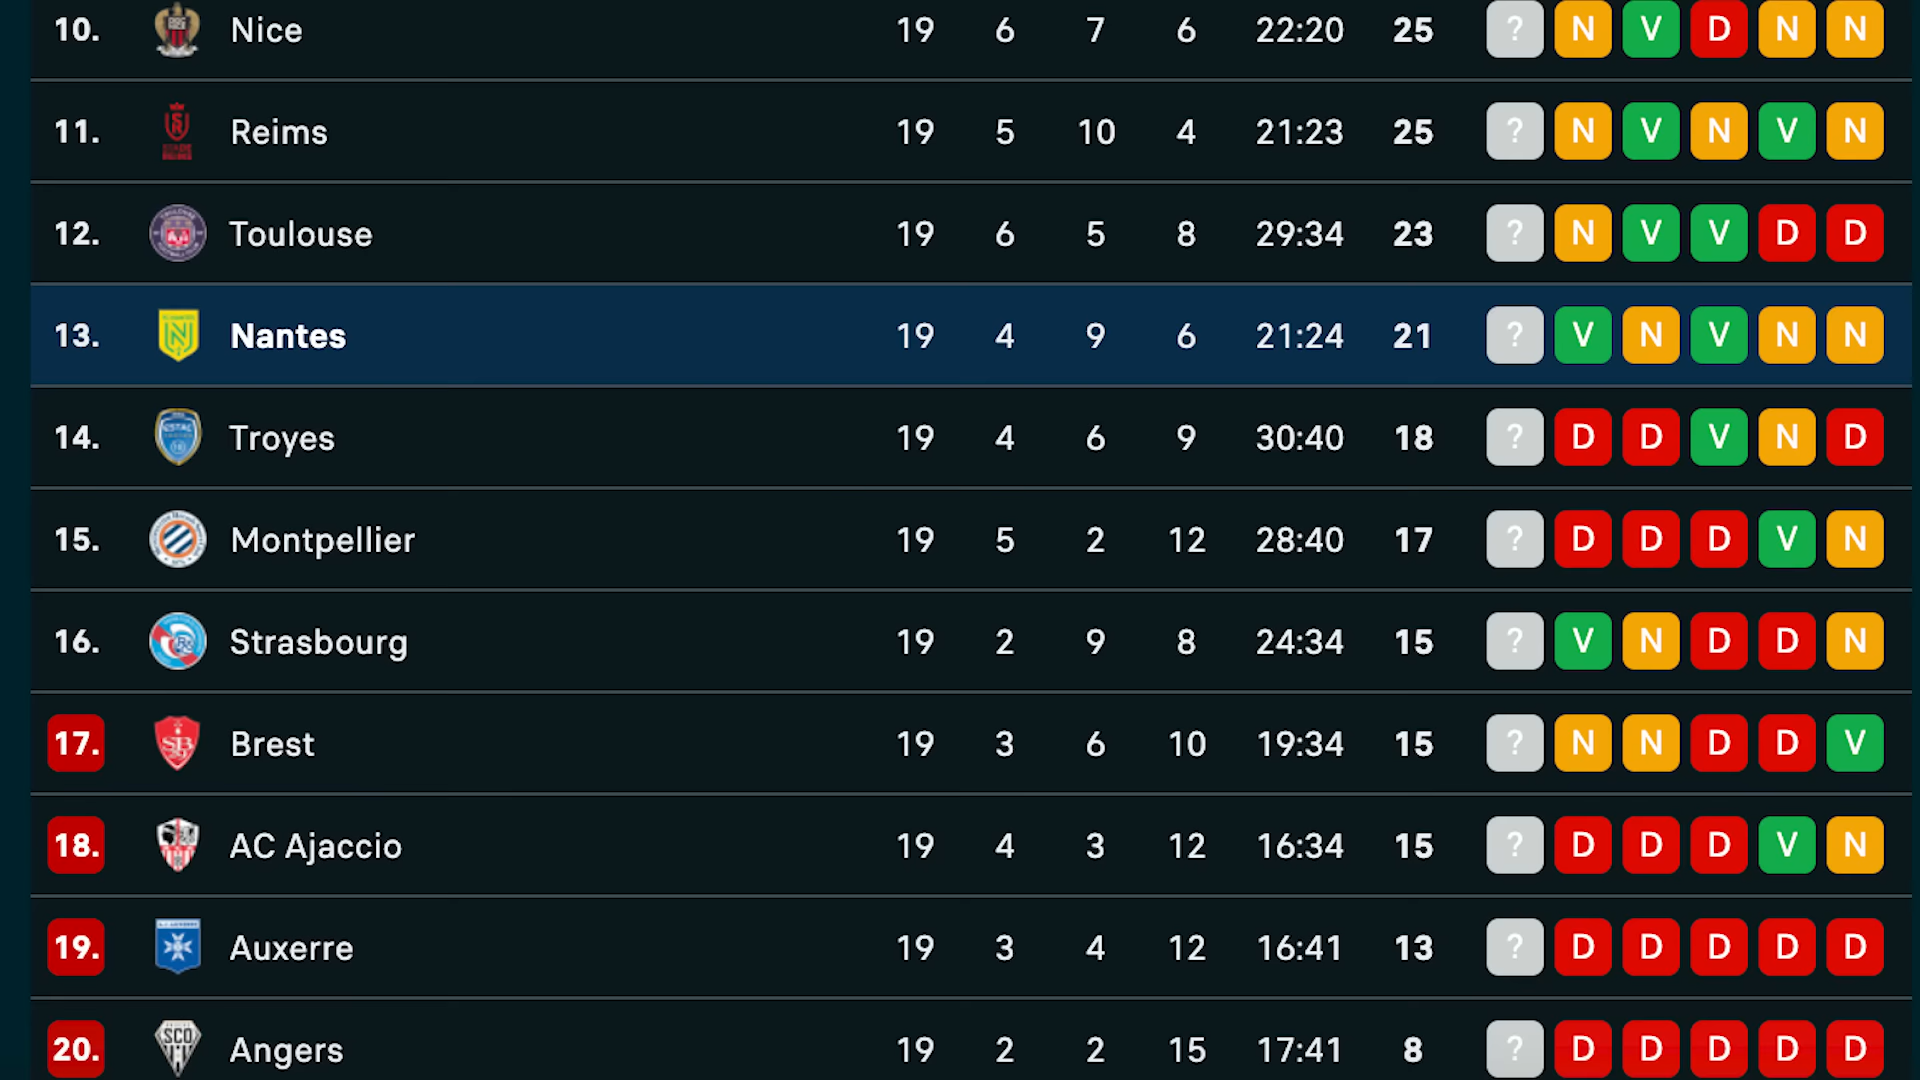 10. Nice 19 6 7 6 22:20 25 ? N V D N N
11. Reims 19 5 10 4 21:23 25 ? N V N V N
12. Toulouse 19 6 5 8 29:34 23 ? N V V D D
13. Nantes 19 4 9 6 21:24 21 ? V N V N N
14. Troyes 19 4 6 9 30:40 18 ? D D V N D
15. Montpellier 19 5 2 12 28:40 17 ? D D D V N
16. Strasbourg 19 2 9 8 24:34 15 ? V N D D N
17. Brest 19 3 6 10 19:34 15 ? N N D D V
18. AC Ajaccio 19 4 3 12 16:34 15 ? D D D V N
19. Auxerre 19 3 4 12 16:41 13 ? D D D D D
SCO
20. Angers 19 2 2 15 17:41 8 ? D D D D D